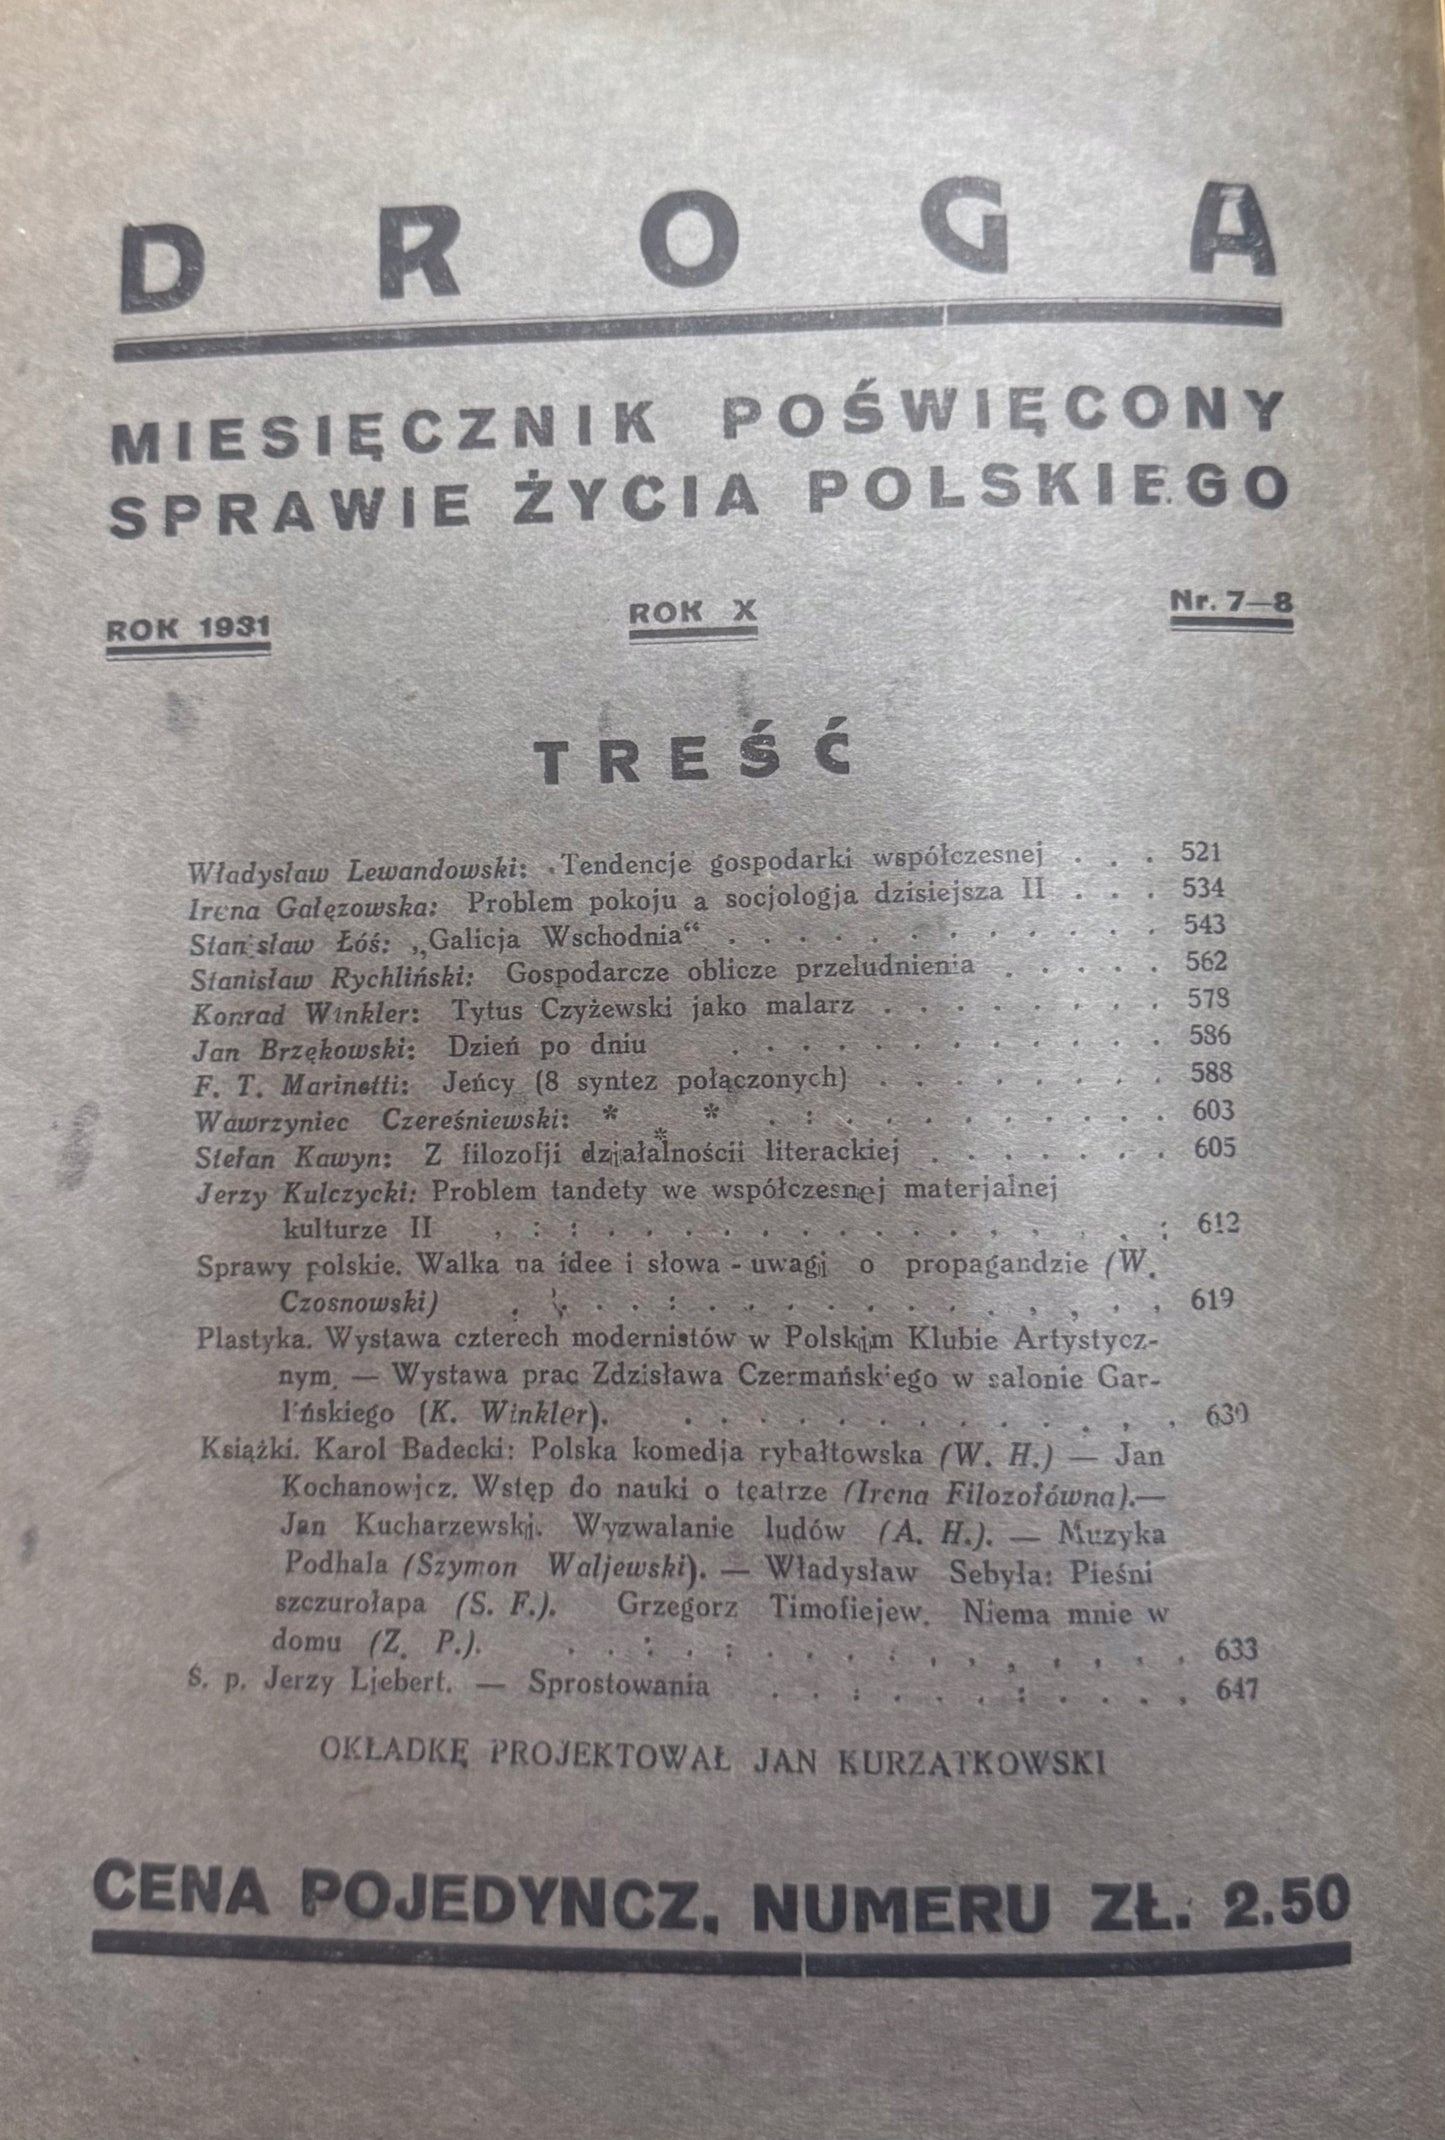 DROGA
MIESIĘCZNIK POŚWIĘCONY
SPRAWIE ŻYCIA POLSKIEGO
ROK 1931 ROK X Nr. 7—8
TREŚĆ
Władysław Lewandowski: Tendencje gospodarki współczesnej . . . 521
Irena Gałęzowska: Problem pokoju a socjologja dzisiejsza II . . . 534
Stanisław Łóś: „Galicja Wschodnia“ . . . . . . . . . . . . 543
Stanisław Rychliński: Gospodarcze oblicze przeludnienia . . . . . 562
Konrad Winkler: Tytus Czyżewski jako malarz . . . . . . . . 578
Jan Brzękowski: Dzień po dniu . . . . . . . . . . . . . 586
F. T. Marinetti: Jeńcy (8 syntez połączonych) . . . . . . . . 588
Wawrzyniec Czereśniewski: * * * . : . . . . . . . . . 603
Stefan Kawyn: Z filozofji działalnościi literackiej . . . . . . . 605
Jerzy Kulczycki: Problem tandety we współczesnej materjalnej
kulturze II , : : . . . . . . . . . . . . . . . : 612
Sprawy polskie. Walka na idee i słowa - uwagi o propagandzie (W.
Czosnowski) . . . . : . . . . . . . . . . , . . , 619
Plastyka. Wystawa czterech modernistów w Polskim Klubie Artystycz-
nym. — Wystawa prac Zdzisława Czermańskiego w salonie Gar-
lińskiego (K. Winkler). . . . . . . . . . . . . , . , 630
Książki. Karol Badecki: Polska komedja rybałtowska (W. H.) — Jan
Kochanowicz. Wstęp do nauki o teatrze (Irena Filozofówna).—
Jan Kucharzewski. Wyzwalanie ludów (A. H.). — Muzyka
Podhala (Szymon Waljewski). — Władysław Sebyła: Pieśni
szczurołapa (S. F.). Grzegorz Timofiejew. Niema mnie w
domu (Z. P.). . . : . : . . . . . , , , , , , . . 633
Ś. p. Jerzy Liebert. — Sprostowania . . : . . . . : . . . , 647
OKŁADKĘ PROJEKTOWAŁ JAN KURZĄTKOWSKI
CENA POJEDYNCZ. NUMERU ZŁ. 2.50